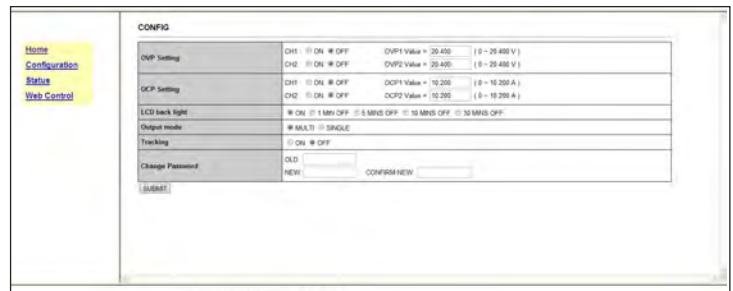 CONFIG
Home
Configuration
Status
Web Control
OVP Setting
CH1 : ON OFF OVP1 Value = 20.400 ( 0 ~ 20.400 V )
CH2 : ON OFF OVP2 Value = 20.400 ( 0 ~ 20.400 V )
OCP Setting
CH1 : ON OFF OCP1 Value = 10.200 ( 0 ~ 10.200 A )
CH2 : ON OFF OCP2 Value = 10.200 ( 0 ~ 10.200 A )
LCD back light
ON 1 MIN OFF 5 MINS OFF 10 MINS OFF 30 MINS OFF
Output mode
MULTI SINGLE
Tracking
ON OFF
Change Password
OLD
NEW CONFIRM NEW
SUBMIT